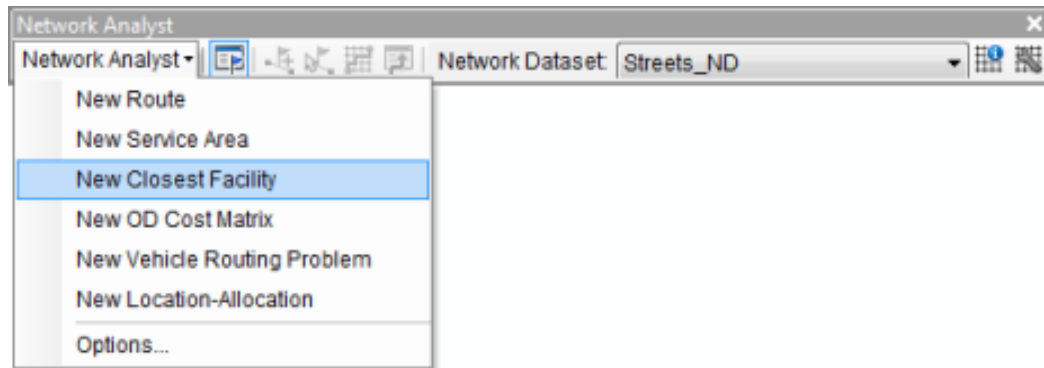 Network Analyst
Network Analyst Network Dataset: Streets_ND
New Route
New Service Area
New Closest Facility
New OD Cost Matrix
New Vehicle Routing Problem
New Location-Allocation
Options...